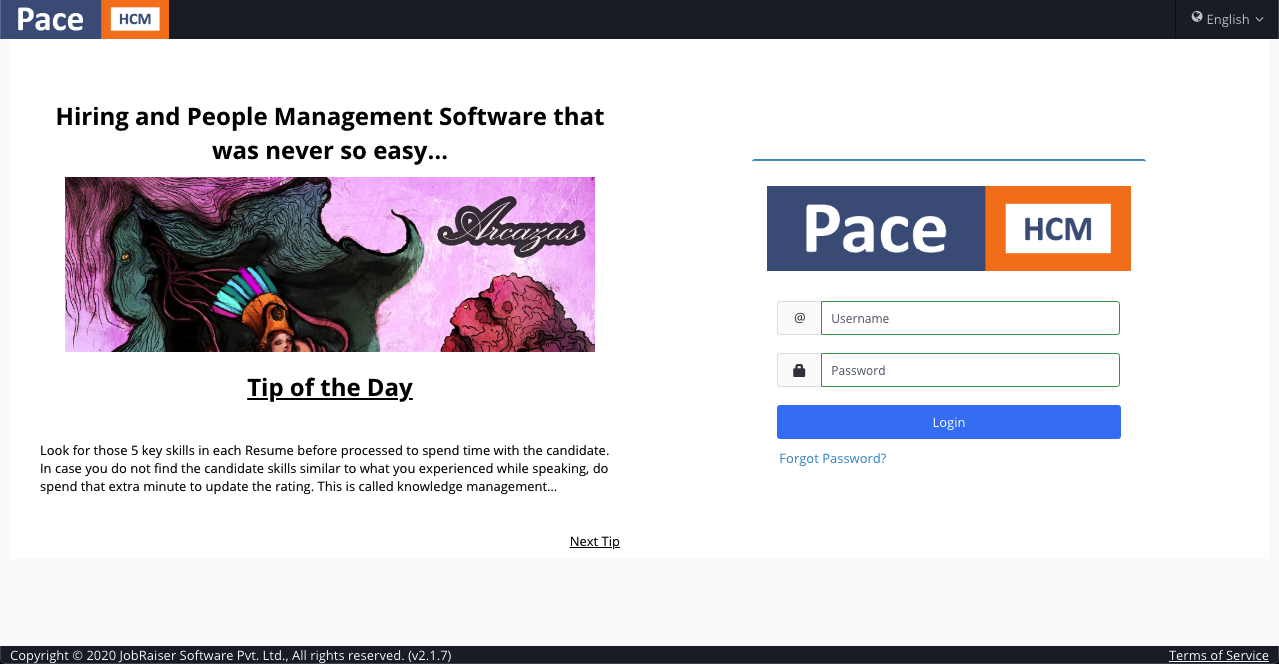 Pace HCM
English
Hiring and People Management Software that
was never so easy...
Arcazas
Tip of the Day
Look for those 5 key skills in each Resume before processed to spend time with the candidate.
In case you do not find the candidate skills similar to what you experienced while speaking, do
spend that extra minute to update the rating. This is called knowledge management...
Next Tip
Pace HCM
@ Username
Password
Login
Forgot Password?
Copyright © 2020 JobRaiser Software Pvt. Ltd., All rights reserved. (v2.1.7)
Terms of Service